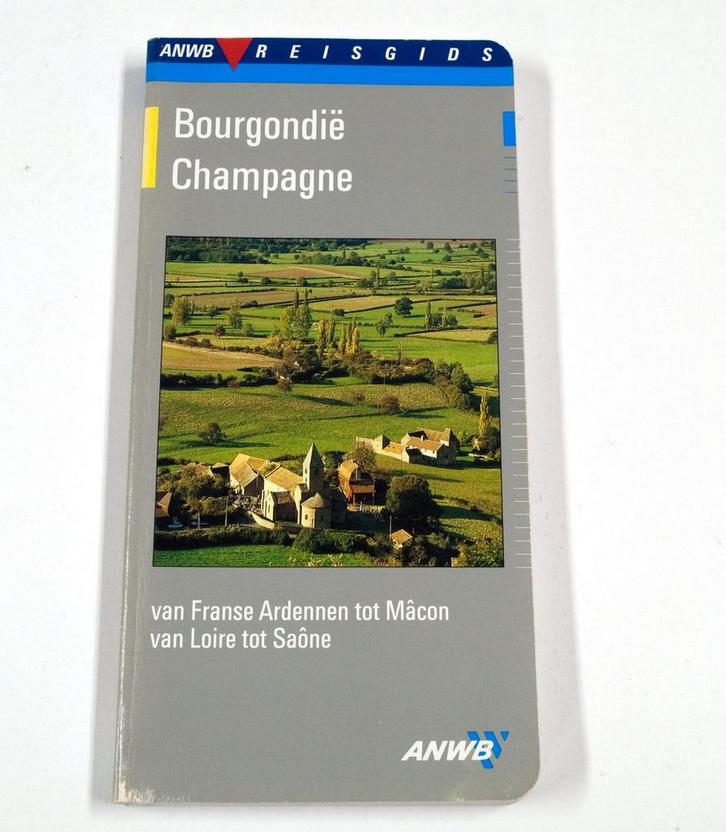 ANWB REISGIDS
Bourgondië
Champagne
van Franse Ardennen tot Mâcon
van Loire tot Saône
ANWB